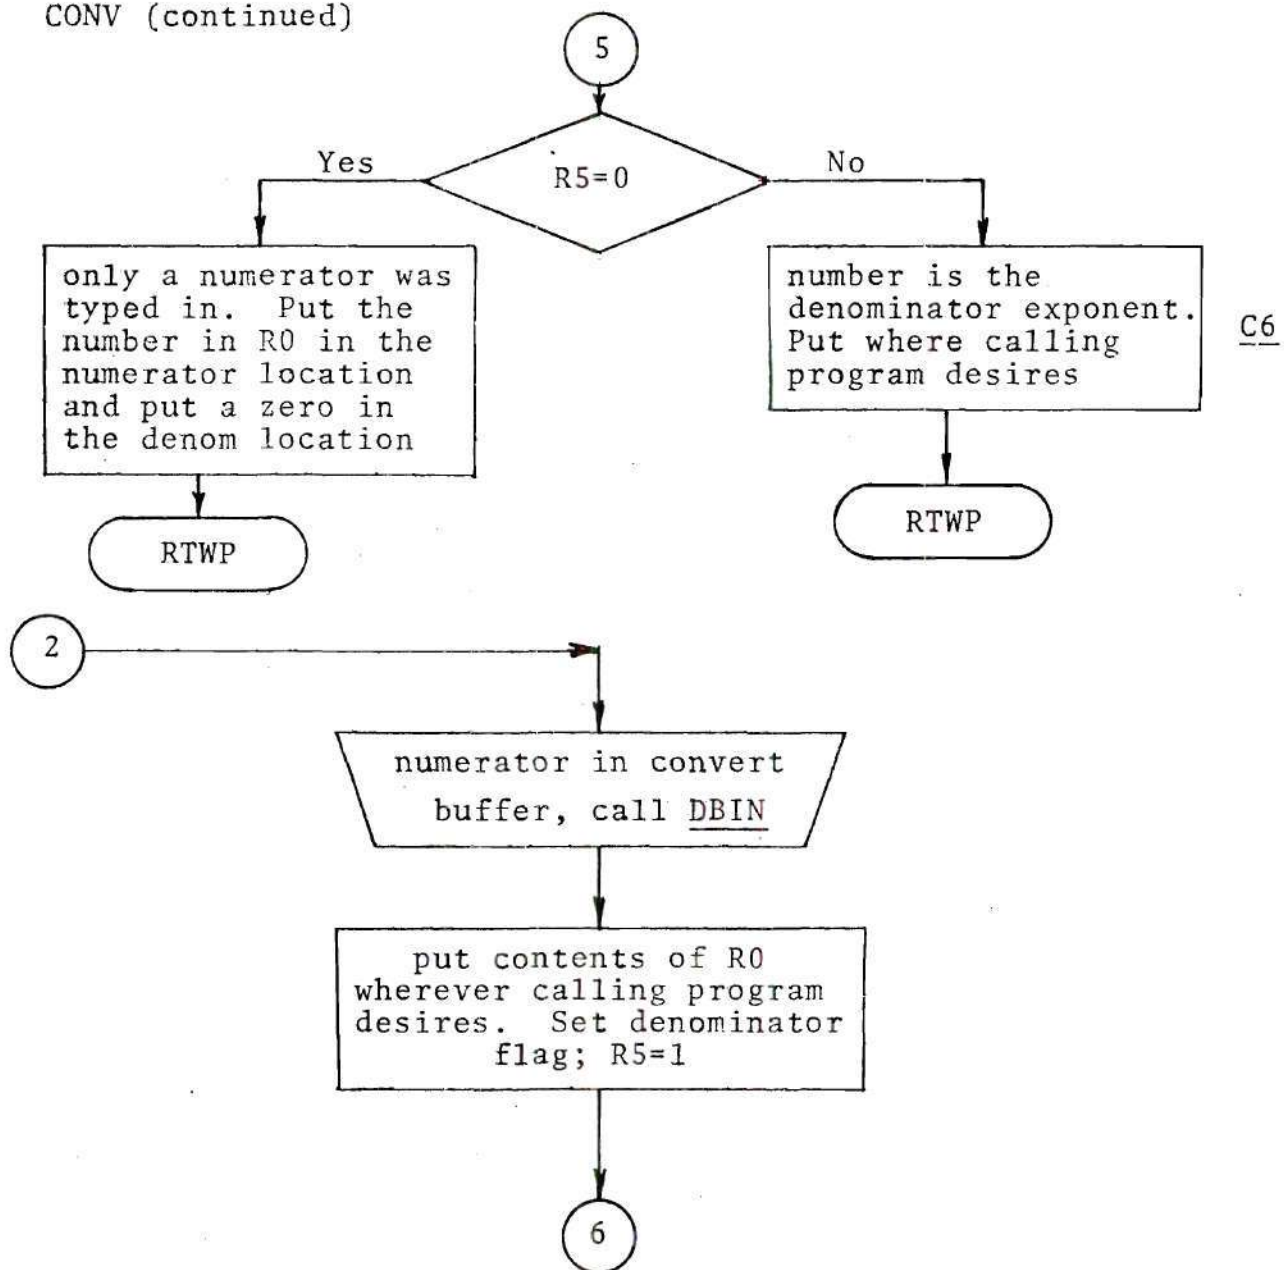 CONV (continued)
5
R5=0
Yes
No
only a numerator was
typed in.  Put the
number in R0 in the
numerator location
and put a zero in
the denom location
number is the
denominator exponent.
Put where calling
program desires
C6
RTWP
RTWP
2
numerator in convert
buffer, call DBIN
put contents of R0
wherever calling program
desires.  Set denominator
flag; R5=1
6